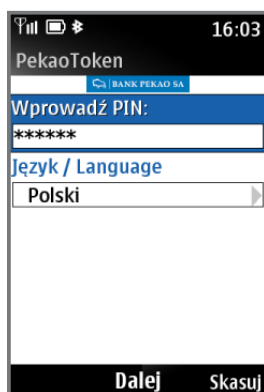 16:03
PekaoToken
BANK PEKAO SA
Wprowadź PIN:
******
Język / Language
Polski
Dalej Skasuj